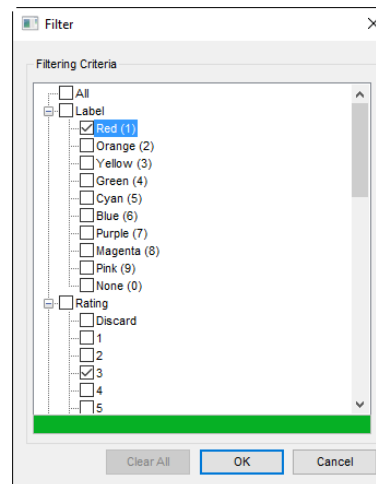 Filter
Filtering Criteria
All
Label
Red (1)
Orange (2)
Yellow (3)
Green (4)
Cyan (5)
Blue (6)
Purple (7)
Magenta (8)
Pink (9)
None (0)
Rating
Discard
1
2
3
4
5
Clear All OK Cancel